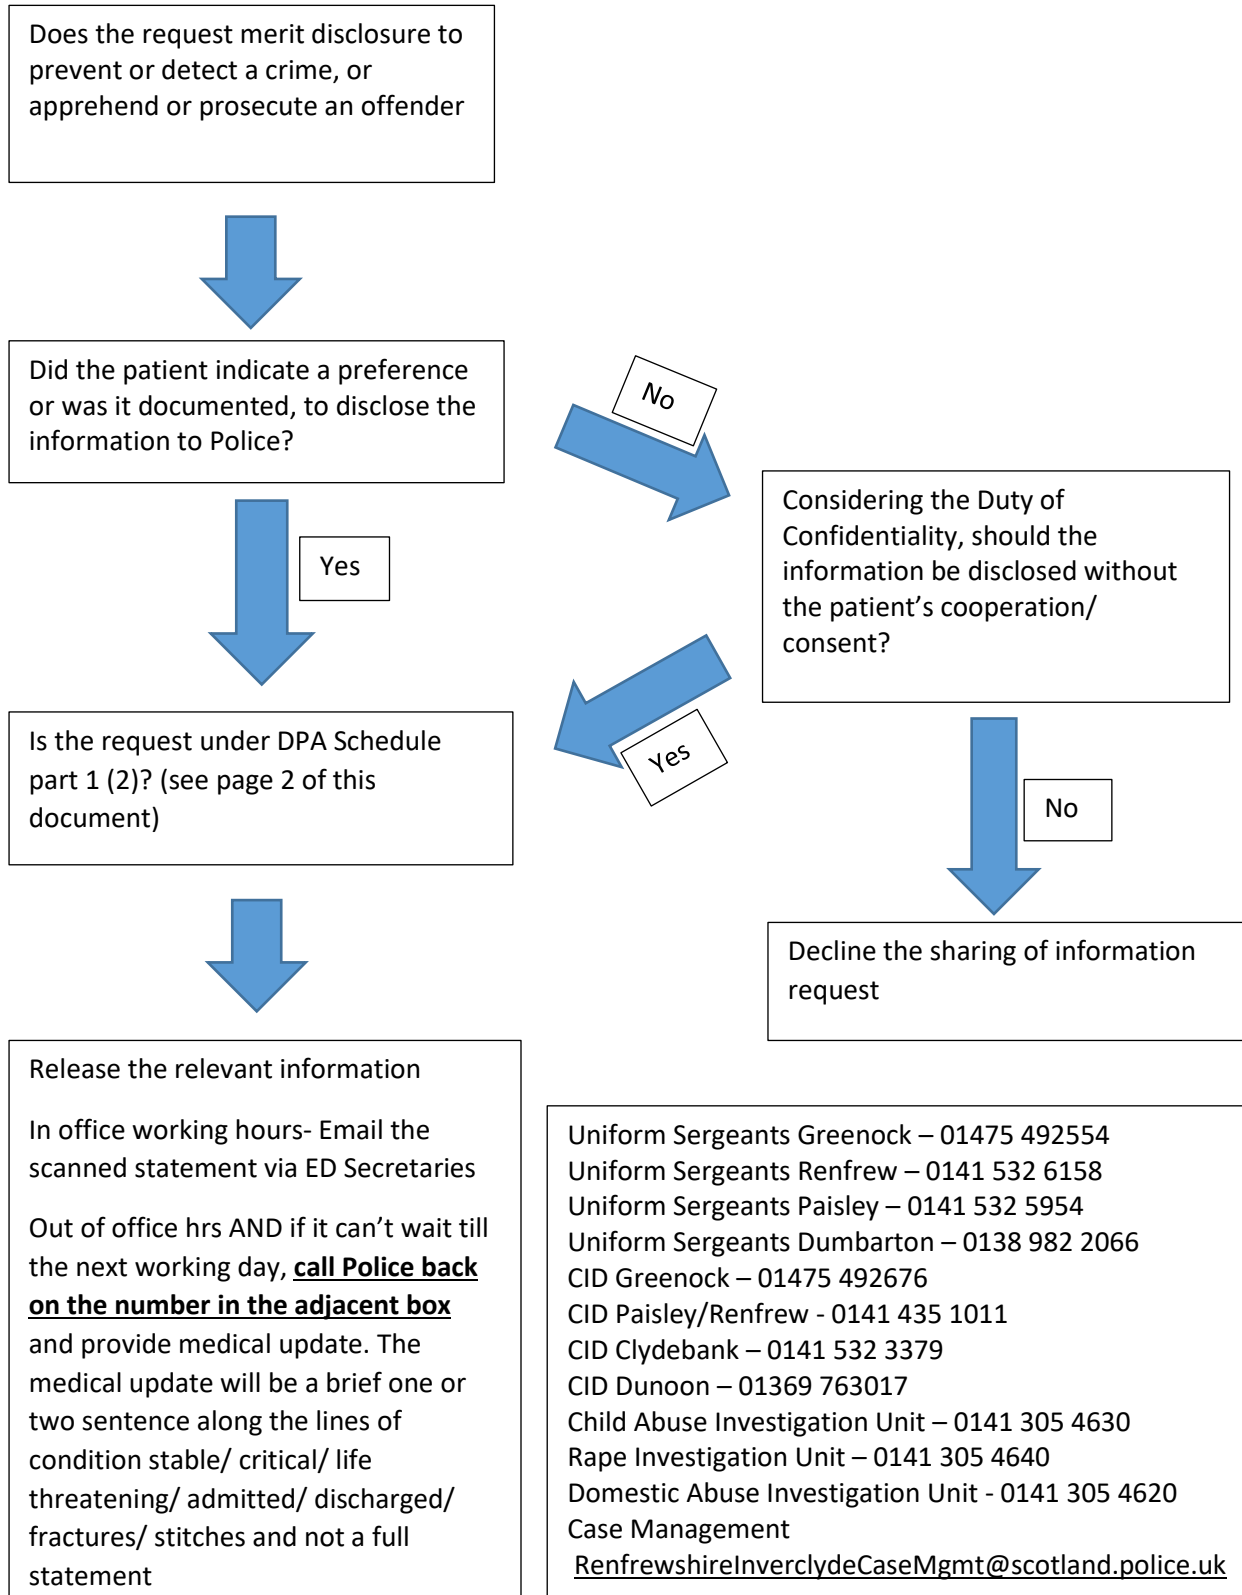 Does the request merit disclosure to
prevent or detect a crime, or
apprehend or prosecute an offender
Did the patient indicate a preference
or was it documented, to disclose the
information to Police?
No
Yes
Considering the Duty of
Confidentiality, should the
information be disclosed without
the patient’s cooperation/
consent?
Yes
No
Is the request under DPA Schedule
part 1 (2)? (see page 2 of this
document)
Decline the sharing of information
request
Release the relevant information
In office working hours- Email the
scanned statement via ED Secretaries
Out of office hrs AND if it can’t wait till
the next working day, call Police back
on the number in the adjacent box
and provide medical update. The
medical update will be a brief one or
two sentence along the lines of
condition stable/ critical/ life
threatening/ admitted/ discharged/
fractures/ stitches and not a full
statement
Uniform Sergeants Greenock – 01475 492554
Uniform Sergeants Renfrew – 0141 532 6158
Uniform Sergeants Paisley – 0141 532 5954
Uniform Sergeants Dumbarton – 0138 982 2066
CID Greenock – 01475 492676
CID Paisley/Renfrew - 0141 435 1011
CID Clydebank – 0141 532 3379
CID Dunoon – 01369 763017
Child Abuse Investigation Unit – 0141 305 4630
Rape Investigation Unit – 0141 305 4640
Domestic Abuse Investigation Unit - 0141 305 4620
Case Management
RenfrewshireInverclydeCaseMgmt@scotland.police.uk